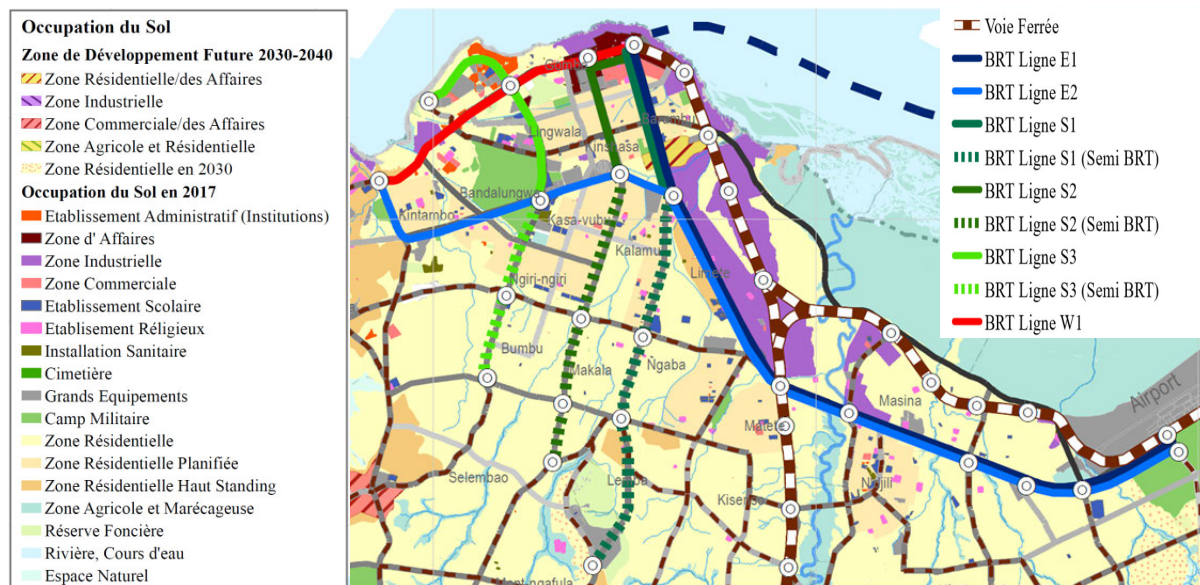 Occupation du Sol
Zone de Développement Future 2030-2040
Zone Résidentielle/des Affaires
Zone Industrielle
Zone Commerciale/des Affaires
Zone Agricole et Résidentielle
Zone Résidentielle en 2030
Occupation du Sol en 2017
Etablissement Administratif (Institutions)
Zone d' Affaires
Zone Industrielle
Zone Commerciale
Etablissement Scolaire
Etablisement Réligieux
Installation Sanitaire
Cimetière
Grands Equipements
Camp Militaire
Zone Résidentielle
Zone Résidentielle Planifiée
Zone Résidentielle Haut Standing
Zone Agricole et Marécageuse
Réserve Foncière
Rivière, Cours d'eau
Espace Naturel
Voie Ferrée
BRT Ligne E1
BRT Ligne E2
BRT Ligne S1
BRT Ligne S1 (Semi BRT)
BRT Ligne S2
BRT Ligne S2 (Semi BRT)
BRT Ligne S3
BRT Ligne S3 (Semi BRT)
BRT Ligne W1
Gombe
Lingwala
Barumbu
Kinshasa
Bandalungwa
Kintambo
Kasa-vubu
Kalamu
Limete
Ngiri-ngiri
Bumbu
Makala
Ngaba
Masina
Airport
Matete
Selembao
Lemba
Kisenso
Ndjili
Mont-ngafula